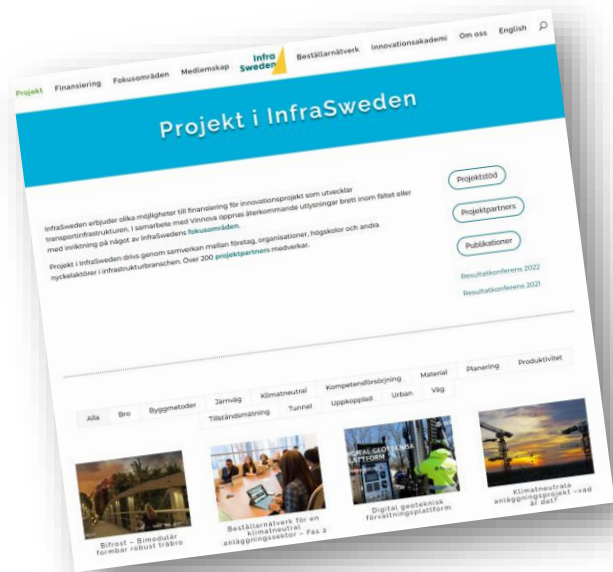 Projekt Finansiering Fokusområden Medlemskap Infra Sweden Beställarnätverk Innovationsakademi Om oss English
Projekt i InfraSweden
InfraSweden erbjuder olika möjligheter till finansiering för innovationsprojekt som utvecklar
transportinfrastrukturen. I samarbete med Vinnova öppnas återkommande utlysningar brett inom fältet eller
med inriktning på något av InfraSwedens fokusområden.
Projekt i InfraSweden drivs genom samverkan mellan företag, organisationer, högskolor och andra
nyckelaktörer i infrastrukturbranschen. Över 200 projektpartners medverkar.
Projektstöd
Projektpartners
Publikationer
Resultatkonferens 2022
Resultatkonferens 2021
Alla Bro Byggmetoder Järnväg Klimatneutral Kompetensförsörjning Material Planering Produktivitet
Tillståndsmätning Tunnel Uppkopplad Urban Väg
Bifrost – Bimodulär
formbar robust träbro
Beställarnätverk för en
klimatneutral
anläggningssektor – Fas 2
DIGITAL GEOTEKNISK
PLATTFORM
Digital geoteknisk
förvaltningsplattform
Klimatneutrala
anläggningsprojekt –vad
är det?